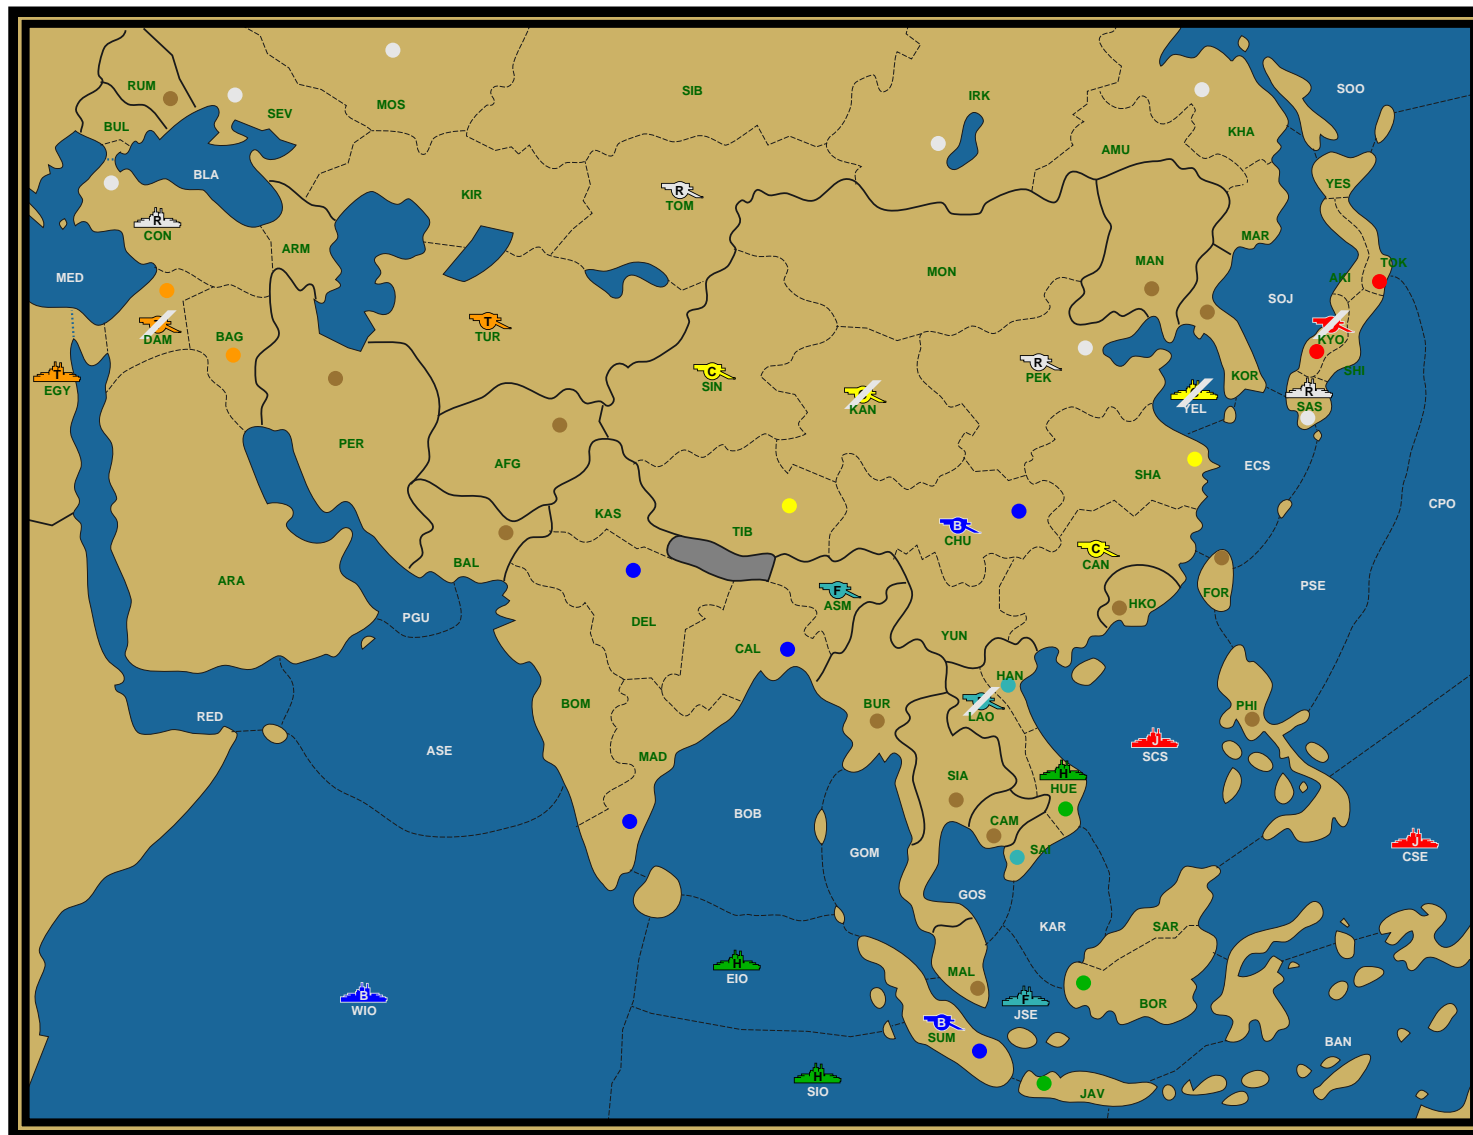 SOO
RUM
MOS
SIB
IRK
SEV
BUL
KHA
AMU
BLA
YES
KIR
R
TOM
R
CON
MAR
ARM
MAN
TOK
MON
MED
AKI
SOJ
T
TUR
DAM
BAG
KYO
R
PEK
SHI
C
SIN
KOR
T
EGY
R
SAS
KAN
YEL
PER
AFG
ECS
SHA
CPO
KAS
B
CHU
TIB
C
CAN
BAL
ARA
PSE
F
ASM
FOR
HKO
PGU
DEL
YUN
CAL
HAN
BOM
BUR
PHI
RED
LAO
J
SCS
ASE
MAD
SIA
H
HUE
BOB
CAM
J
CSE
GOM
SAI
GOS
KAR
SAR
H
EIO
MAL
B
WIO
F
JSE
BOR
B
SUM
BAN
H
SIO
JAV